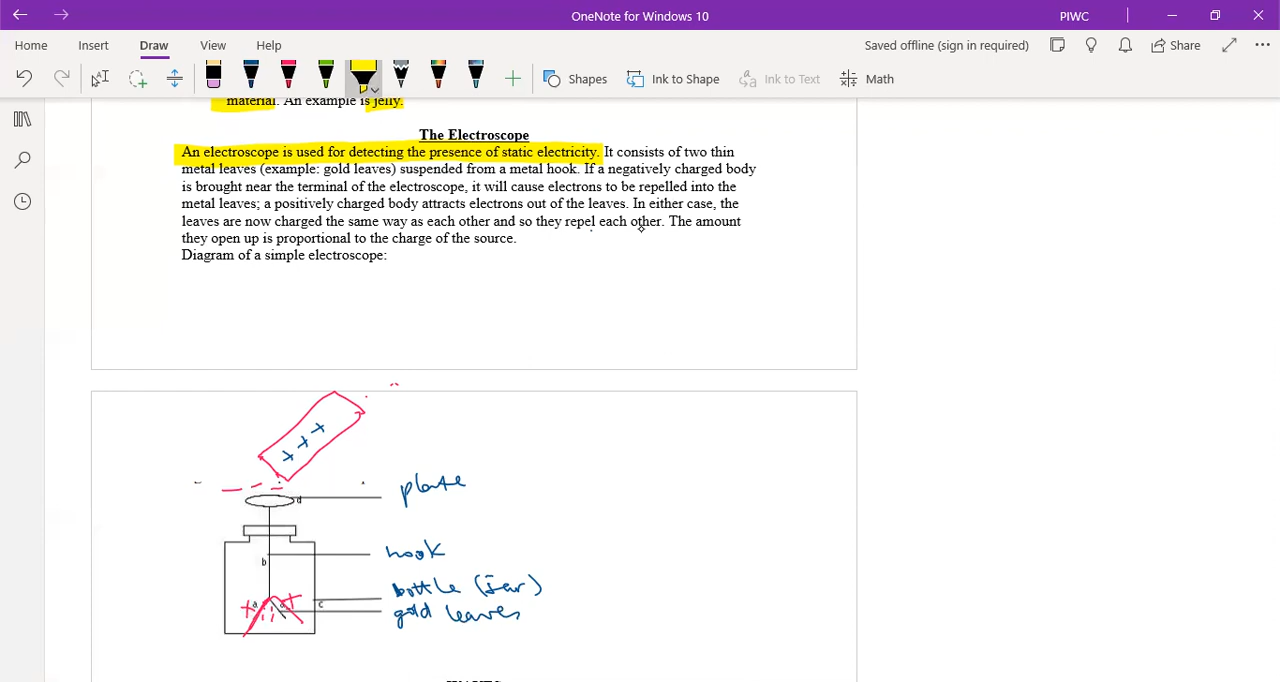 OneNote for Windows 10
PIWC
Home Insert Draw View Help
Saved offline (sign in required)
Share
Shapes
Ink to Shape
Ink to Text
Math
material. An example is jelly.
The Electroscope
An electroscope is used for detecting the presence of static electricity. It consists of two thin
metal leaves (example: gold leaves) suspended from a metal hook. If a negatively charged body
is brought near the terminal of the electroscope, it will cause electrons to be repelled into the
metal leaves; a positively charged body attracts electrons out of the leaves. In either case, the
leaves are now charged the same way as each other and so they repel each other. The amount
they open up is proportional to the charge of the source.
Diagram of a simple electroscope:
+ + +
d
plate
b
hook
bottle (Jar)
+ a a + c
gold leaves